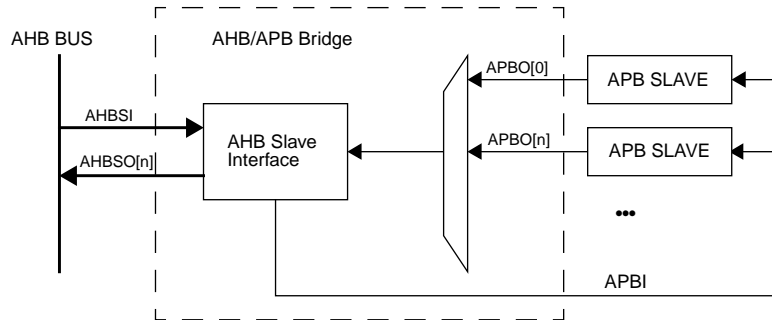 AHB BUS
AHB/APB Bridge
APBO[0]
APB SLAVE
AHBSI
AHB Slave
Interface
APBO[n]
APB SLAVE
AHBSO[n]
•••
APBI